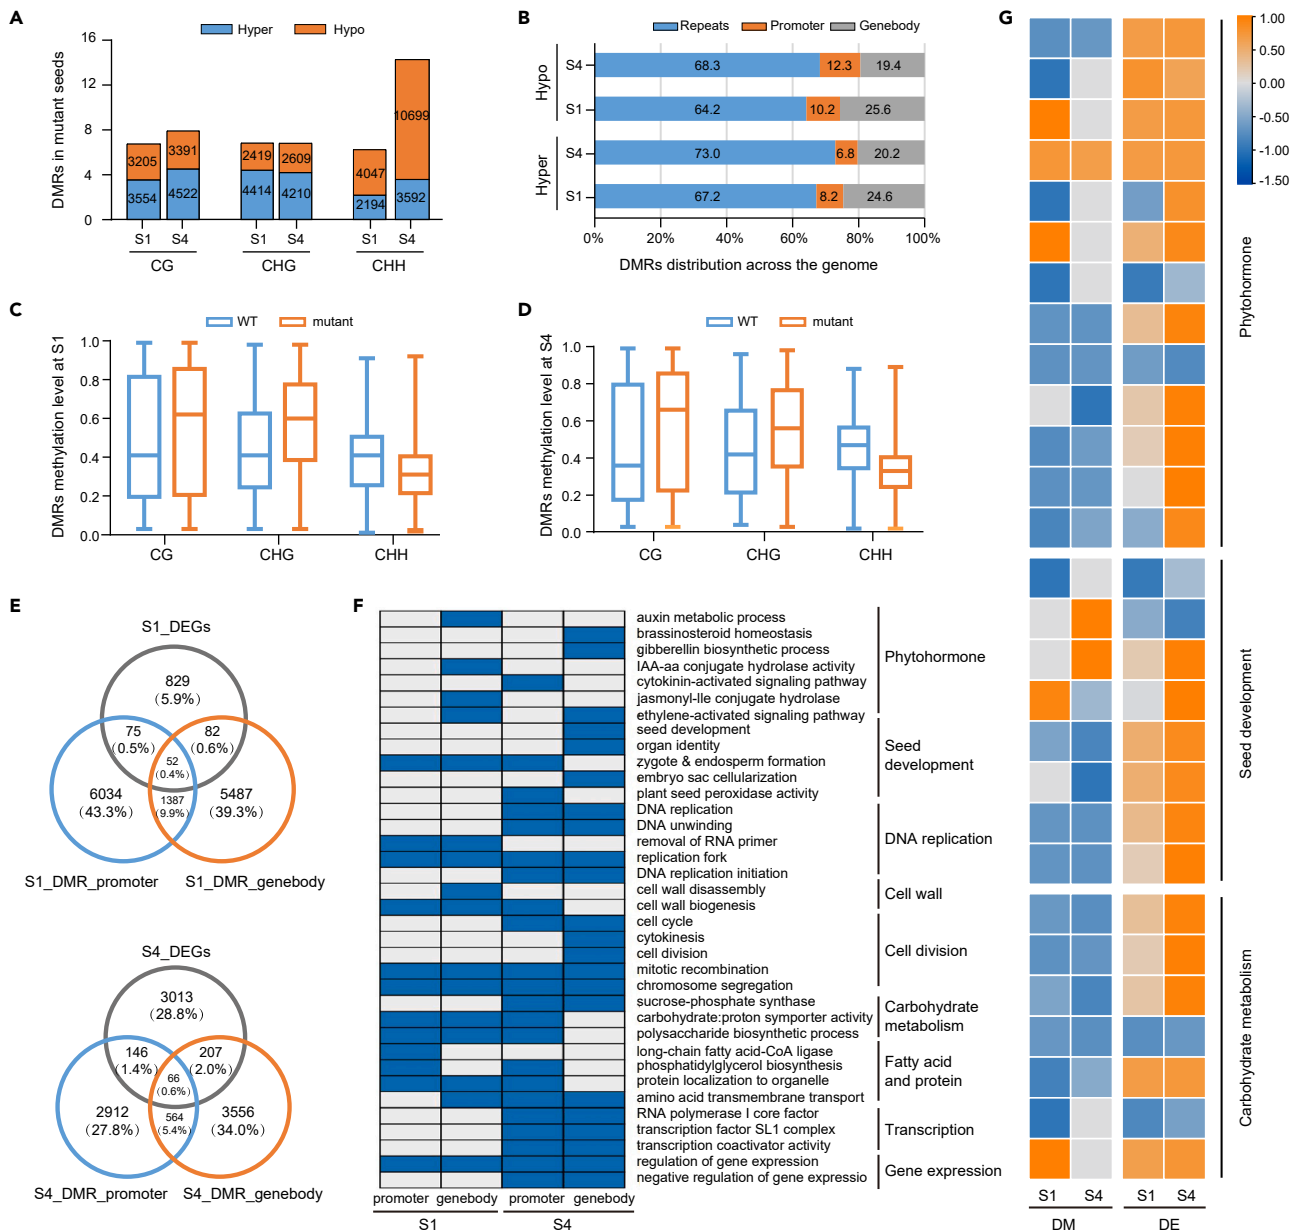 A
Hyper
Hypo
DMRs in mutant seeds
16
12
8
4
0
3205
3391
3554
4522
2419
2609
4414
4210
4047
10699
2194
3592
S1
S4
S1
S4
S1
S4
CG
CHG
CHH
B
Repeats
Promoter
Genebody
Hypo
Hyper
S4
68.3
12.3
19.4
S1
64.2
10.2
25.6
S4
73.0
6.8
20.2
S1
67.2
8.2
24.6
0%
20%
40%
60%
80%
100%
DMRs distribution across the genome
C
WT
mutant
DMRs methylation level at S1
1.0
0.8
0.6
0.4
0.2
0.0
CG
CHG
CHH
D
WT
mutant
DMRs methylation level at S4
1.0
0.8
0.6
0.4
0.2
0.0
CG
CHG
CHH
E
S1_DEGs
829
(5.9%)
75
(0.5%)
82
(0.6%)
52
(0.4%)
6034
(43.3%)
1387
(9.9%)
5487
(39.3%)
S1_DMR_promoter
S1_DMR_genebody
S4_DEGs
3013
(28.8%)
146
(1.4%)
207
(2.0%)
66
(0.6%)
2912
(27.8%)
564
(5.4%)
3556
(34.0%)
S4_DMR_promoter
S4_DMR_genebody
F
auxin metabolic process
brassinosteroid homeostasis
gibberellin biosynthetic process
IAA-aa conjugate hydrolase activity
cytokinin-activated signaling pathway
jasmonyl-Ile conjugate hydrolase
ethylene-activated signaling pathway
seed development
organ identity
zygote & endosperm formation
embryo sac cellularization
plant seed peroxidase activity
DNA replication
DNA unwinding
removal of RNA primer
replication fork
DNA replication initiation
cell wall disassembly
cell wall biogenesis
cell cycle
cytokinesis
cell division
mitotic recombination
chromosome segregation
sucrose-phosphate synthase
carbohydrate:proton symporter activity
polysaccharide biosynthetic process
long-chain fatty acid-CoA ligase
phosphatidylglycerol biosynthesis
protein localization to organelle
amino acid transmembrane transport
RNA polymerase I core factor
transcription factor SL1 complex
transcription coactivator activity
regulation of gene expression
negative regulation of gene expressio
Phytohormone
Seed
development
DNA replication
Cell wall
Cell division
Carbohydrate
metabolism
Fatty acid
and protein
Transcription
Gene expression
promoter
genebody
promoter
genebody
S1
S4
G
1.00
0.50
0.00
-0.50
-1.00
-1.50
Phytohormone
Seed development
Carbohydrate metabolism
S1
S4
S1
S4
DM
DE